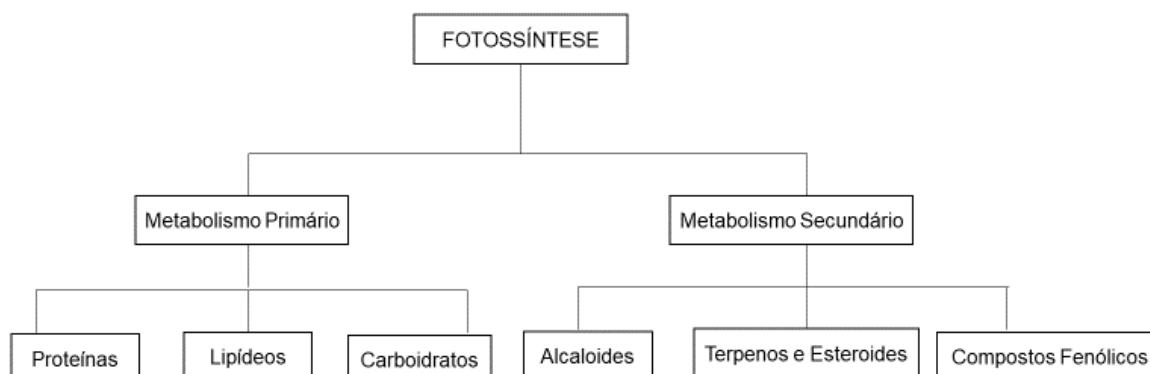 FOTOSSÍNTESE
Metabolismo Primário
Metabolismo Secundário
Proteínas
Lipídeos
Carboidratos
Alcaloides
Terpenos e Esteroides
Compostos Fenólicos